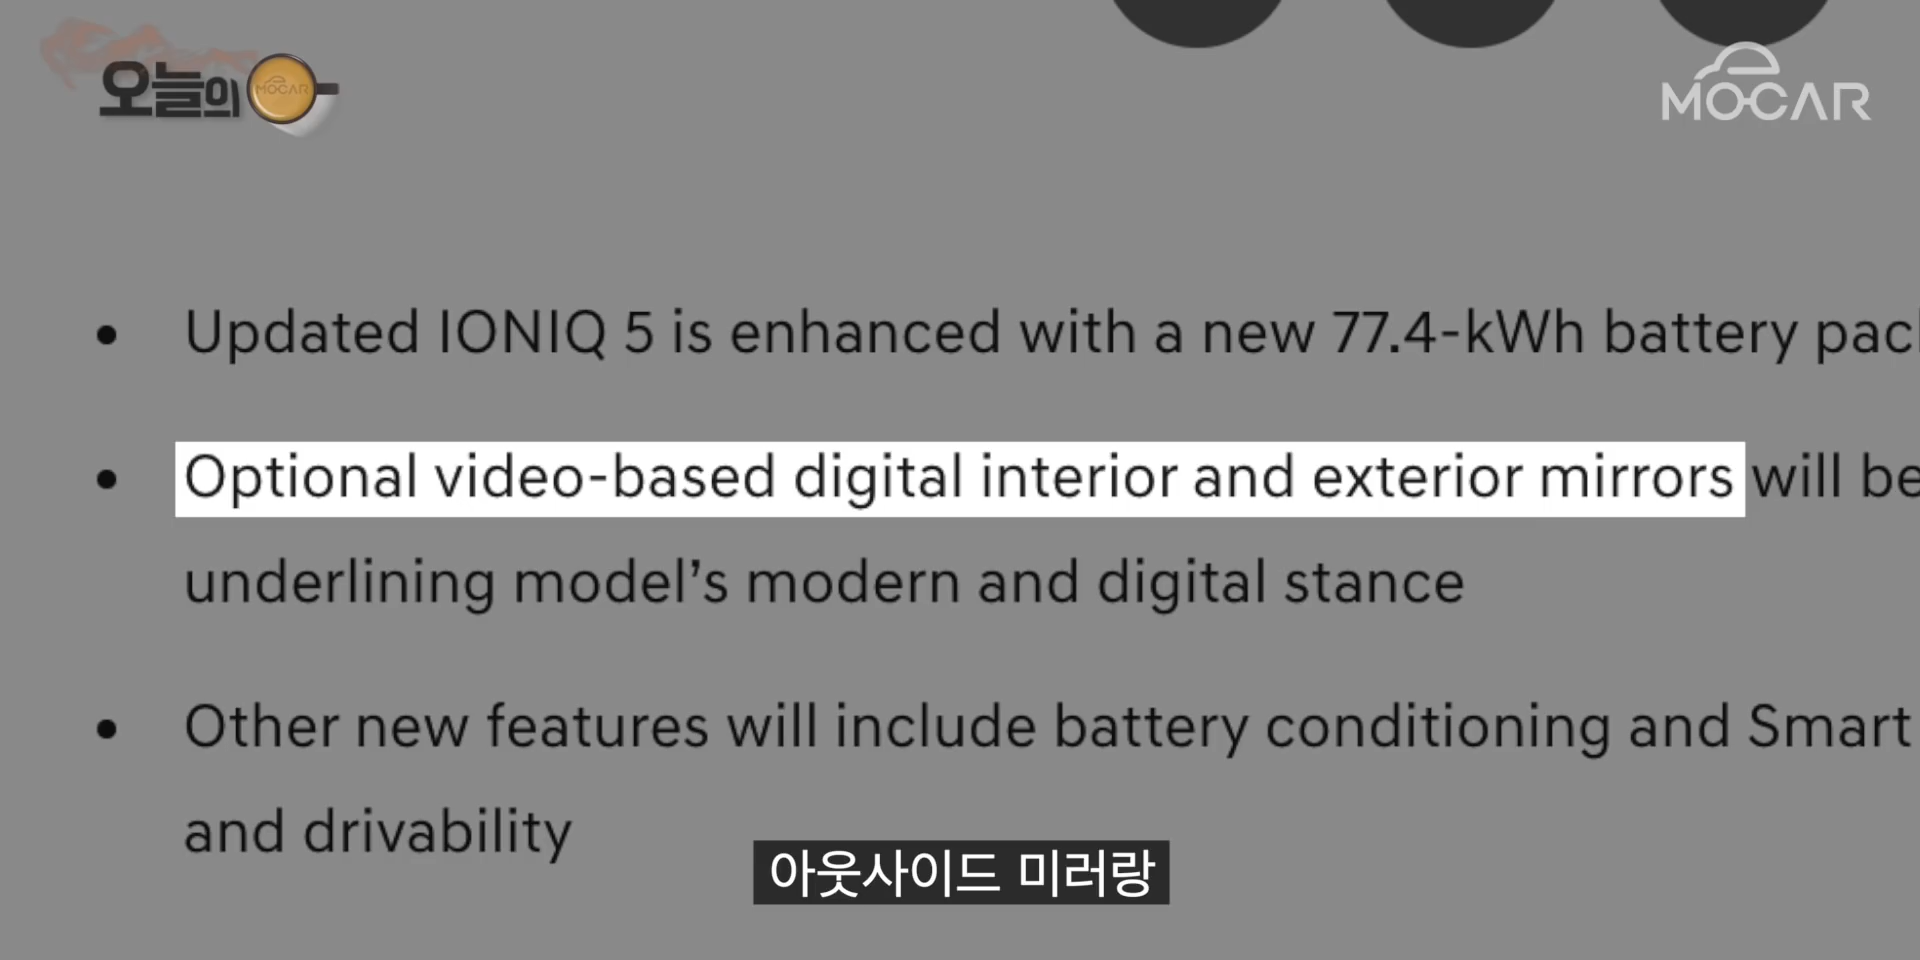 오늘의 MOCAR
MOCAR
Updated IONIQ 5 is enhanced with a new 77.4-kWh battery
Optional video-based digital interior and exterior mirrors will be
underlining model’s modern and digital stance
Other new features will include battery conditioning and Smart
and drivability
아웃사이드 미러랑